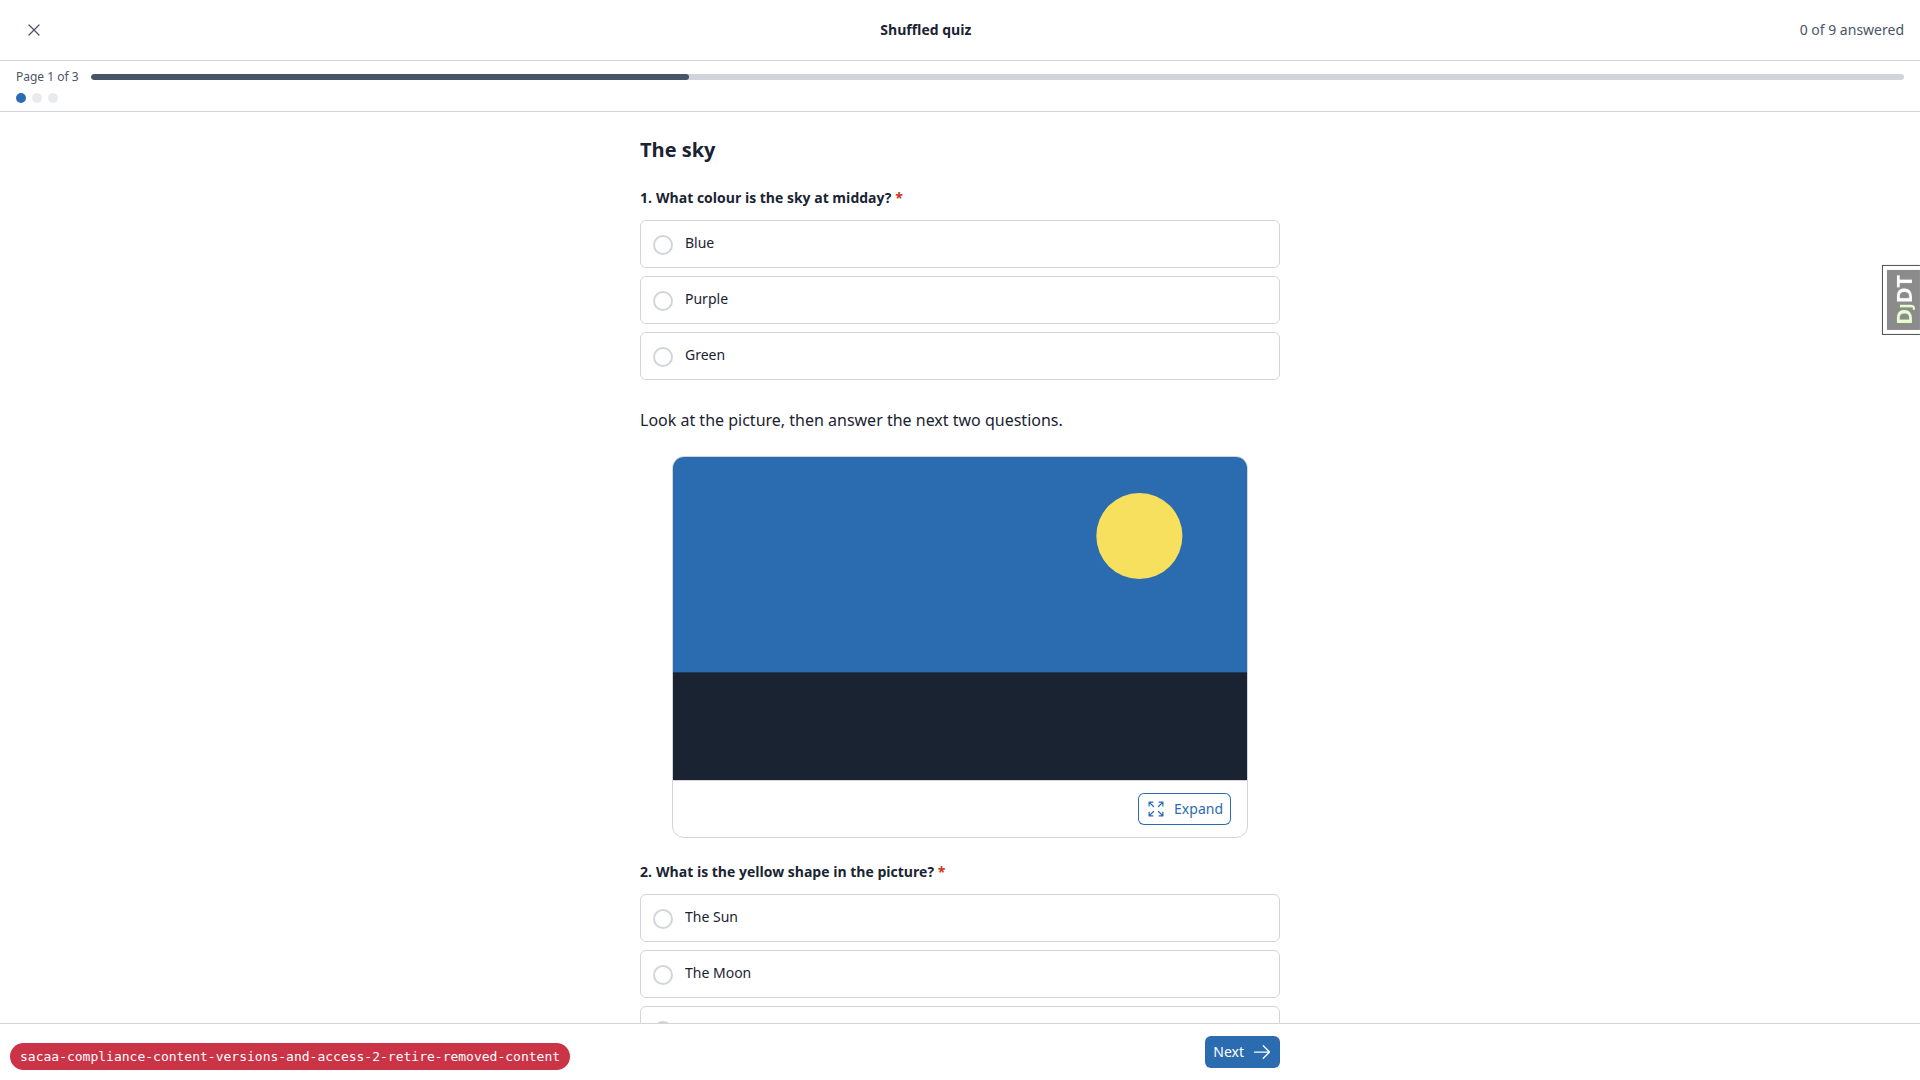 Shuffled quiz
0 of 9 answered
Page 1 of 3
The sky
1. What colour is the sky at midday? *
Blue
Purple
Green
DJDT
Look at the picture, then answer the next two questions.
Expand
2. What is the yellow shape in the picture? *
The Sun
The Moon
sacaa-compliance-content-versions-and-access-2-retire-removed-content
Next